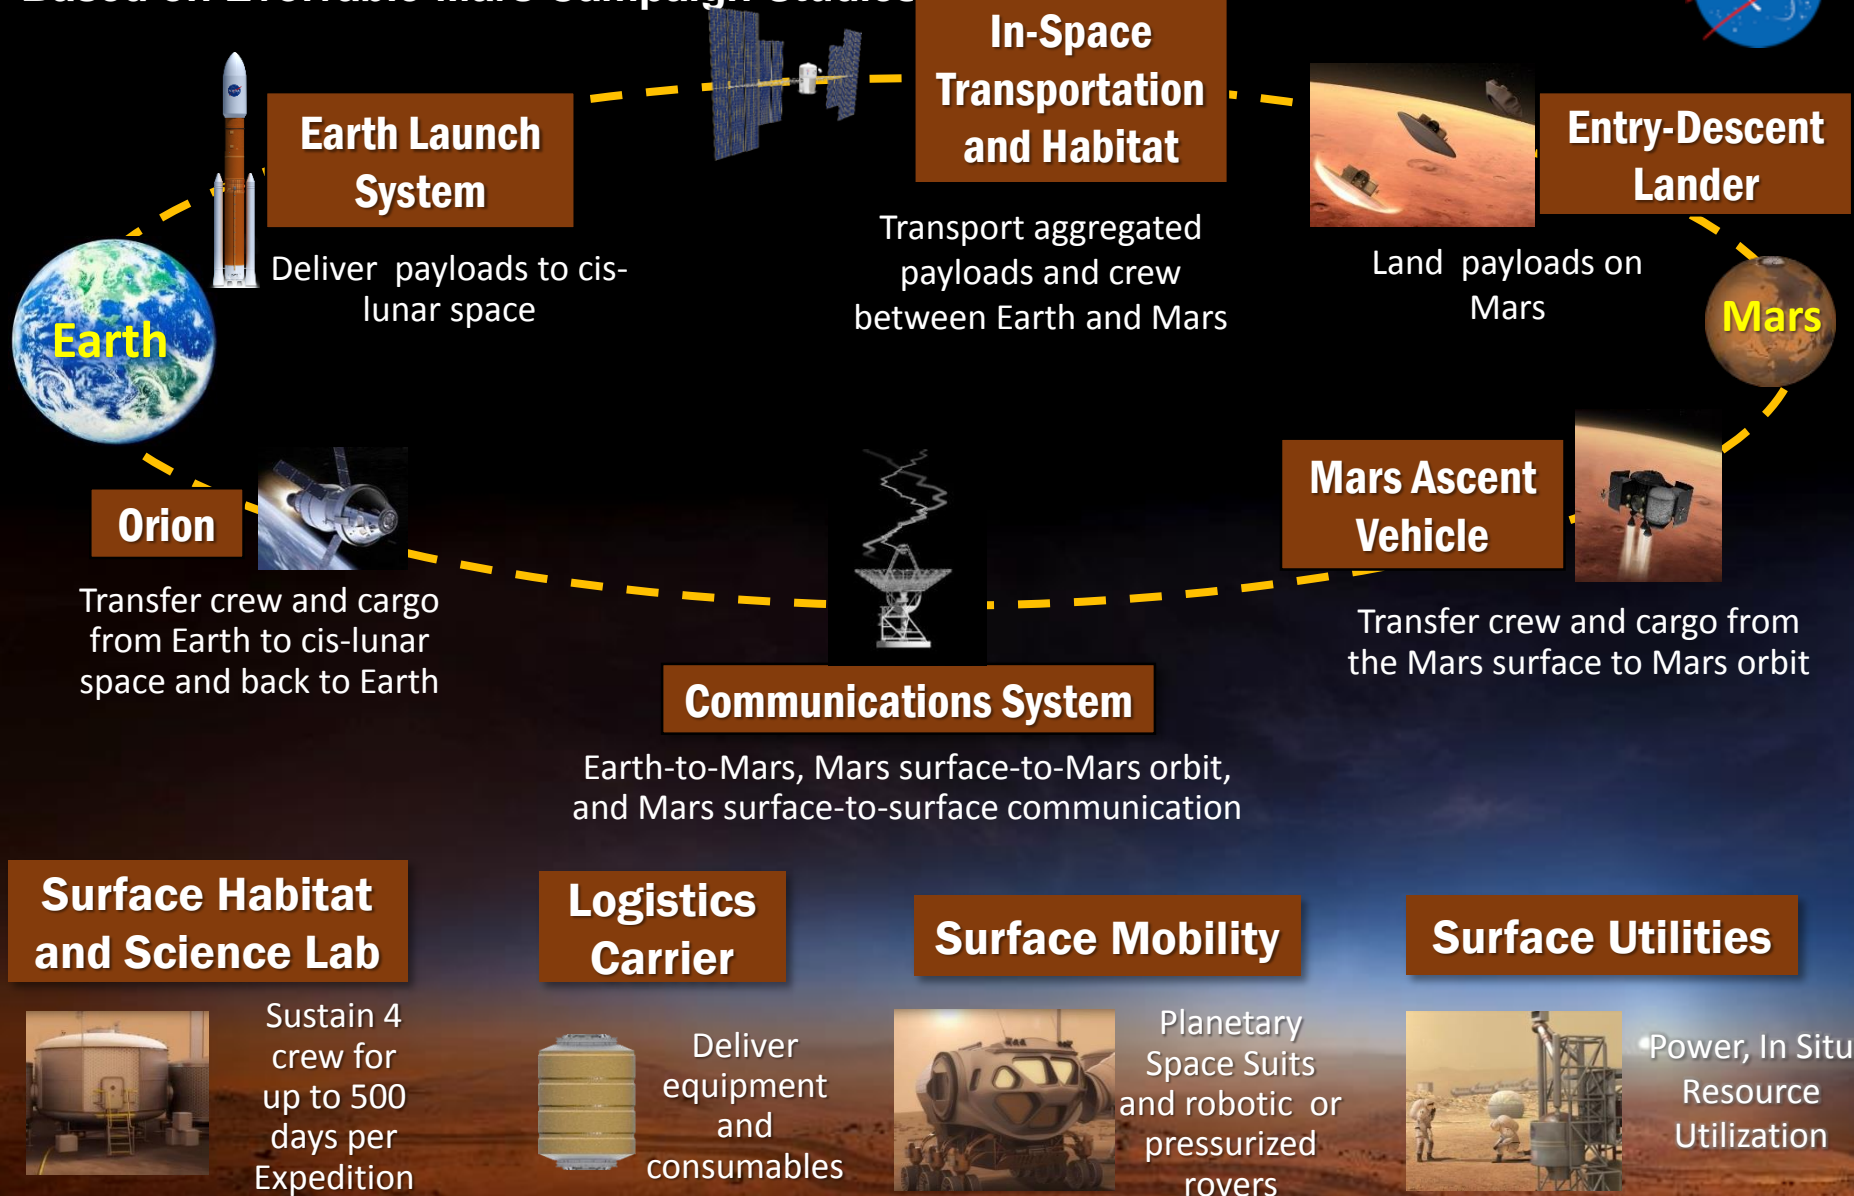 Based on Evolvable Mars Campaign Studies
In-Space
Transportation
and Habitat
Earth Launch
System
Entry-Descent
Lander
Transport aggregated
payloads and crew
between Earth and Mars
Deliver payloads to cis-
lunar space
Land payloads on
Mars
Earth
Mars
Orion
Mars Ascent
Vehicle
Transfer crew and cargo
from Earth to cis-lunar
space and back to Earth
Transfer crew and cargo from
the Mars surface to Mars orbit
Communications System
Earth-to-Mars, Mars surface-to-Mars orbit,
and Mars surface-to-surface communication
Surface Habitat
and Science Lab
Sustain 4
crew for
up to 500
days per
Expedition
Logistics
Carrier
Deliver
equipment
and
consumables
Surface Mobility
Planetary
Space Suits
and robotic or
pressurized
rovers
Surface Utilities
Power, In Situ
Resource
Utilization